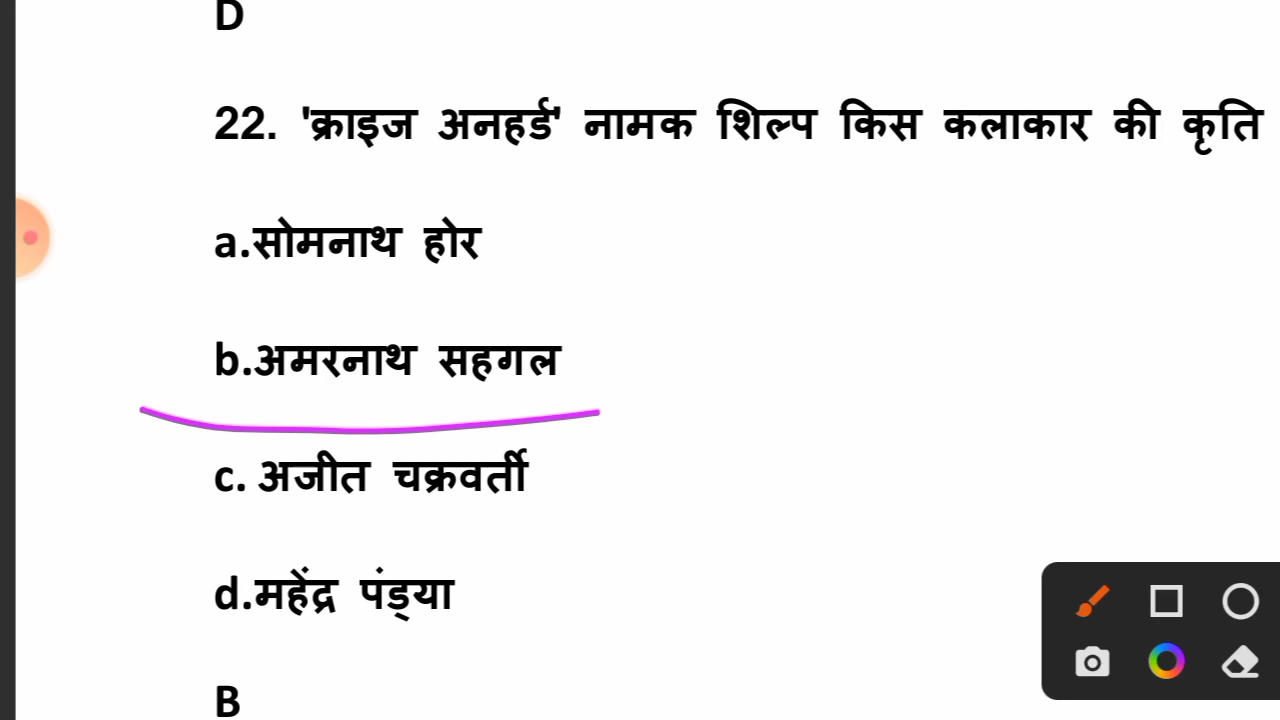 D
22. 'क्राइज अनहर्ड' नामक शिल्प किस कलाकार की कृति
a.सोमनाथ होर
b.अमरनाथ सहगल
c. अजीत चक्रवर्ती
d.महेंद्र पंड्या
B